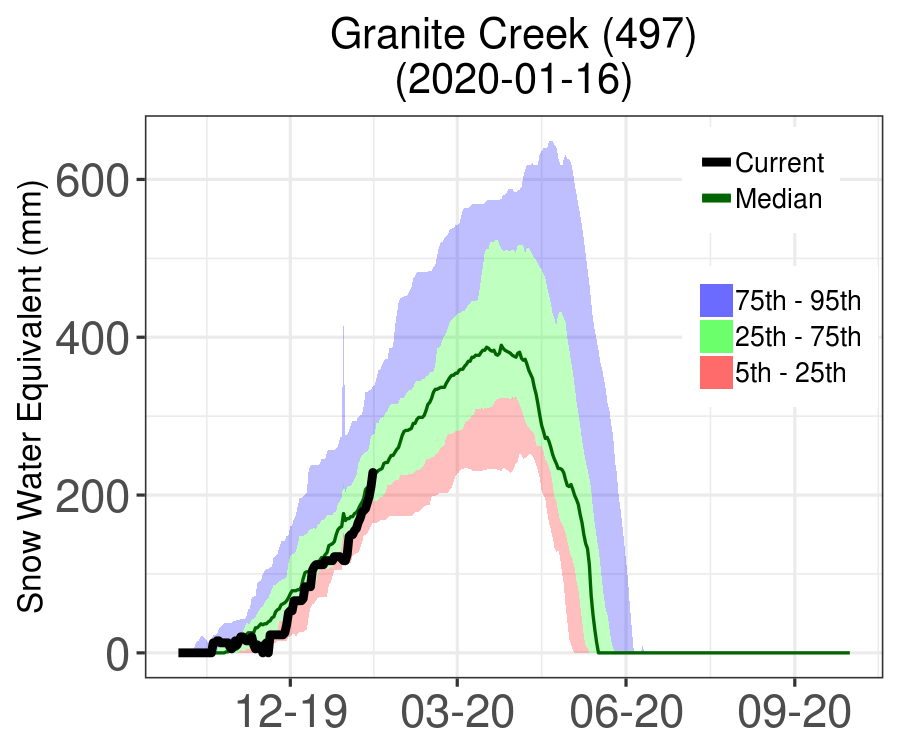 Granite Creek (497)
(2020-01-16)
Snow Water Equivalent (mm)
600
400
200
0
12-19
03-20
06-20
09-20
Current
Median
75th - 95th
25th - 75th
5th - 25th